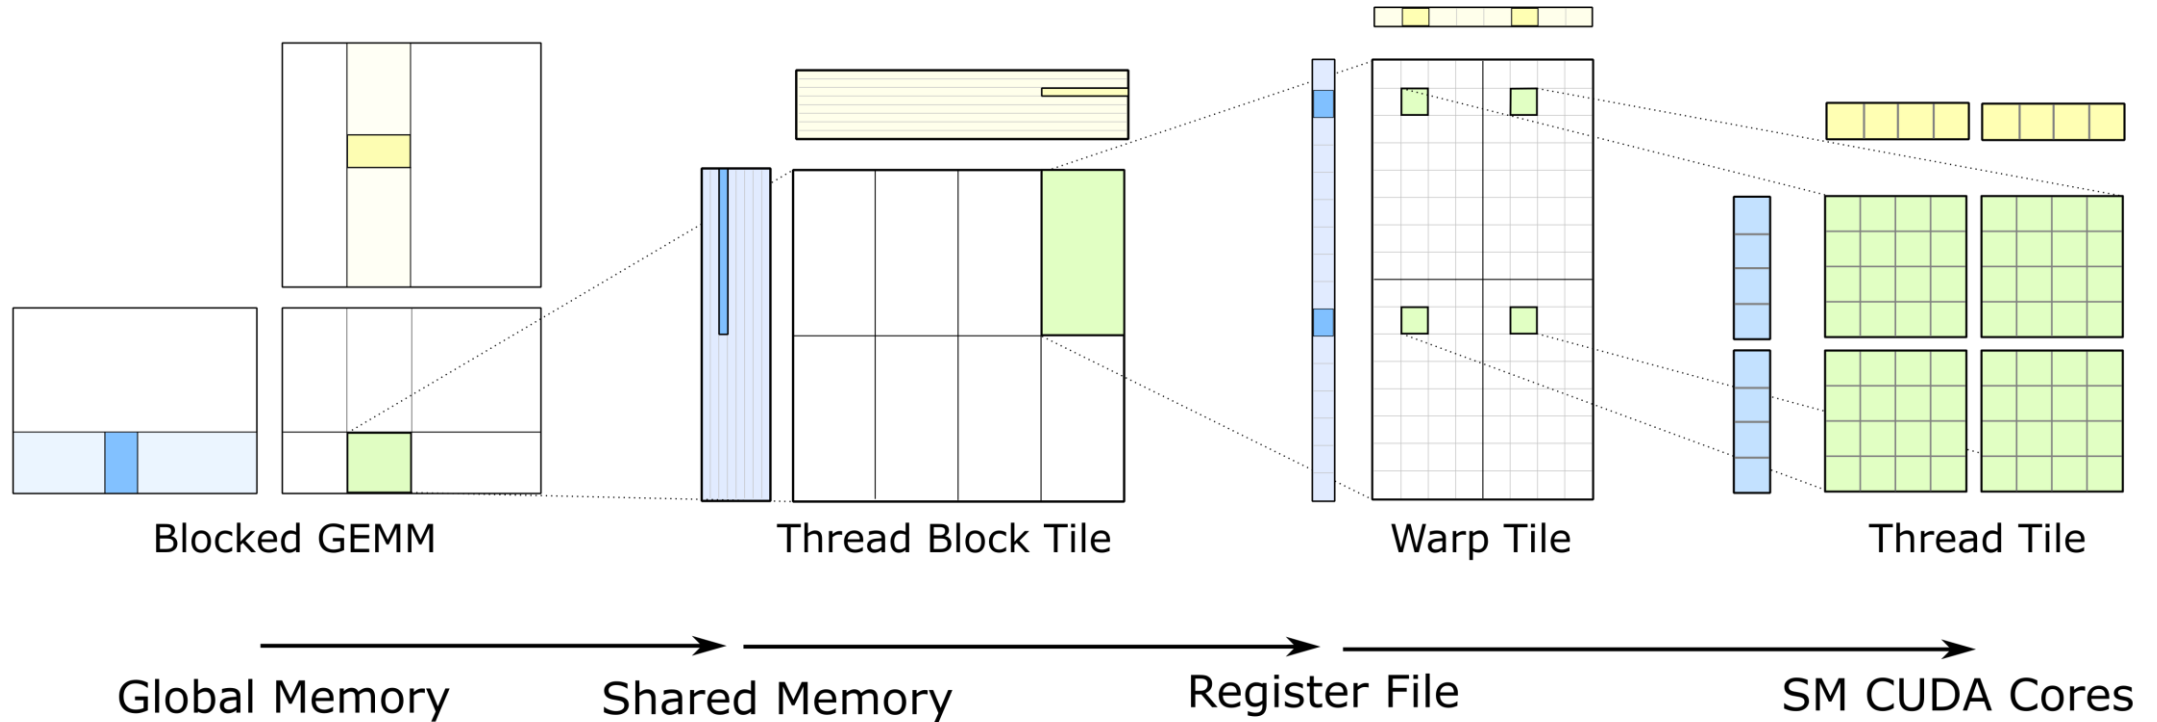 Blocked GEMM
Thread Block Tile
Warp Tile
Thread Tile
Global Memory
Shared Memory
Register File
SM CUDA Cores